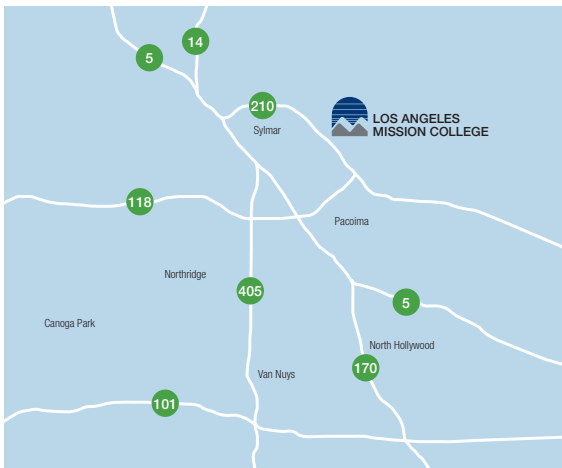 14
5
210
LOS ANGELES
MISSION COLLEGE
Sylmar
118
Pacoima
Northridge
405
5
Canoga Park
North Hollywood
170
Van Nuys
101